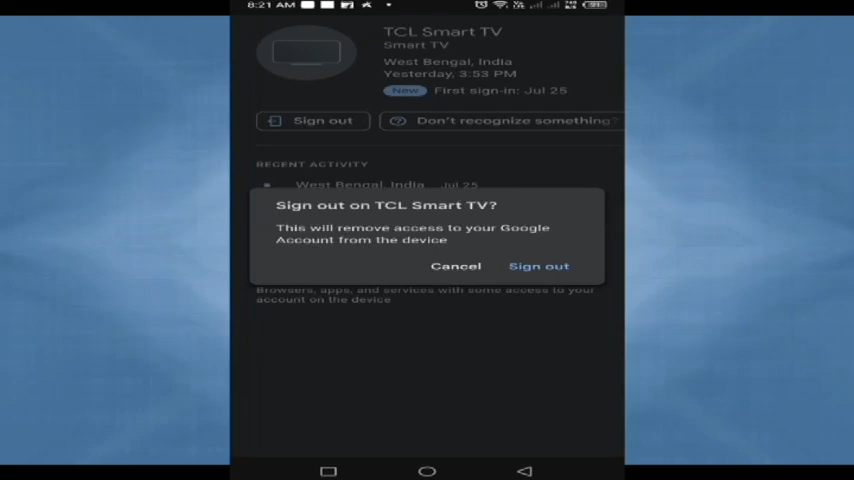 8:21 AM
TCL Smart TV
Smart TV
West Bengal, India
Yesterday, 3:53 PM
New First sign-in: Jul 25
Sign out
Don't recognize something?
RECENT ACTIVITY
West Bengal, India Jul 25
Sign out on TCL Smart TV?
This will remove access to your Google
Account from the device
Cancel Sign out
Browsers, apps, and services with some access to your
account on the device